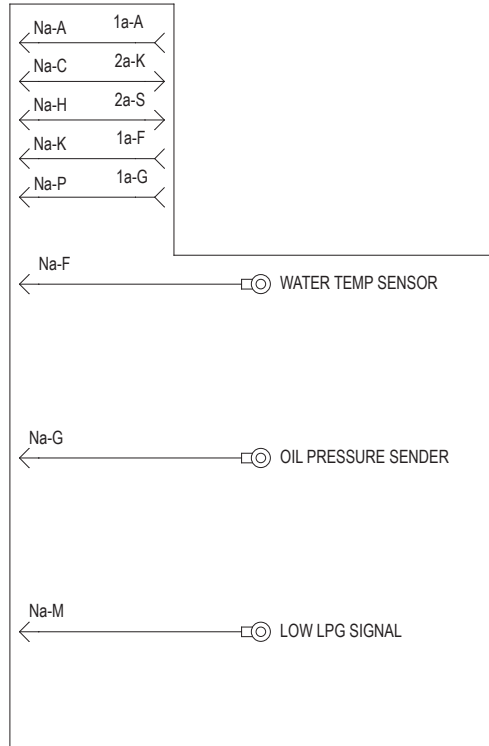 Na-A 1a-A
Na-C 2a-K
Na-H 2a-S
Na-K 1a-F
Na-P 1a-G
Na-F
WATER TEMP SENSOR
Na-G
OIL PRESSURE SENDER
Na-M
LOW LPG SIGNAL